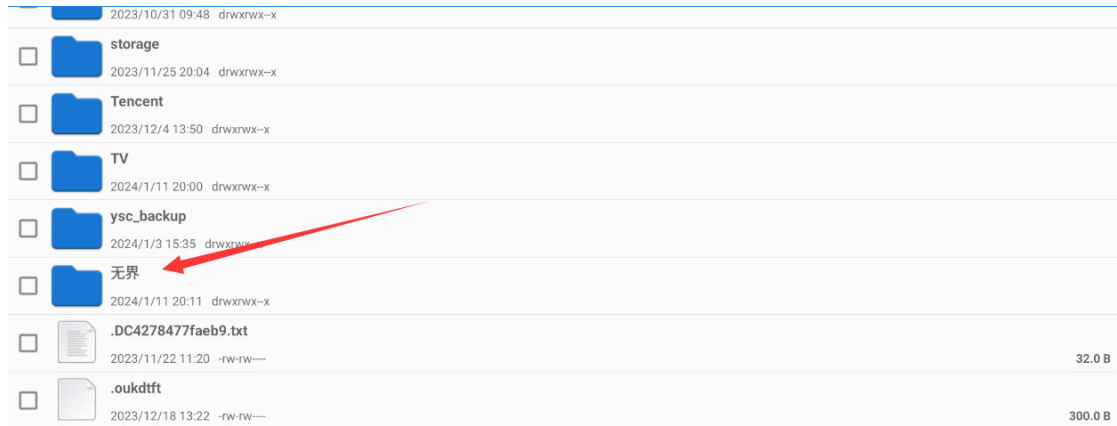 2023/10/31 09:48 drwxrwx--x
storage
2023/11/25 20:04 drwxrwx--x
Tencent
2023/12/4 13:50 drwxrwx--x
TV
2024/1/11 20:00 drwxrwx--x
ysc_backup
2024/1/3 15:35
无界
2024/1/11 20:11 drwxrwx--x
.DC4278477faeb9.txt
2023/11/22 11:20 -rw-rw----
32.0 B
.oukdtft
2023/12/18 13:22 -rw-rw----
300.0 B